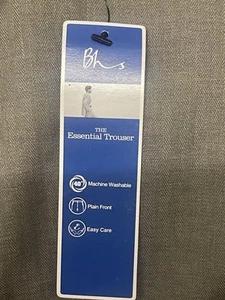 Bhs
THE
Essential Trouser
40°
Machine Washable
Plain Front
Easy Care